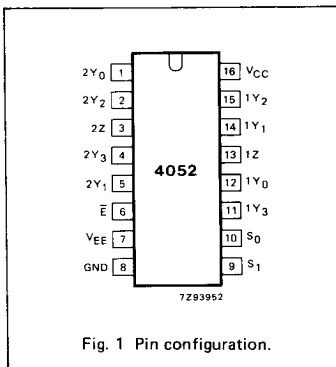 2Y0 1 16 VCC
2Y2 2 15 1Y2
2Z 3 14 1Y1
2Y3 4 13 1Z
4052
2Y1 5 12 1Y0
E̅ 6 11 1Y3
VEE 7 10 S0
GND 8 9 S1
7Z93952
Fig. 1 Pin configuration.